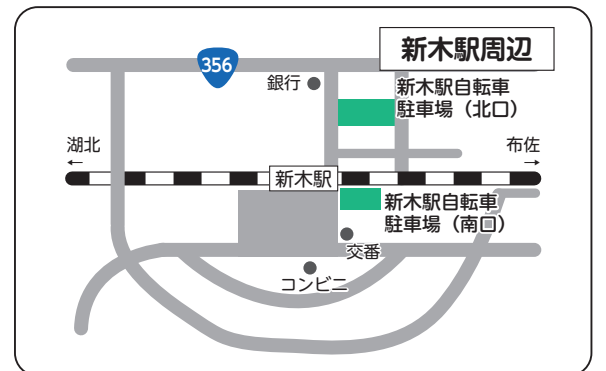 新木駅周辺
356
銀行
新木駅自転車
駐車場（北口）
湖北
←
布佐
→
新木駅
新木駅自転車
駐車場（南口）
交番
コンビニ